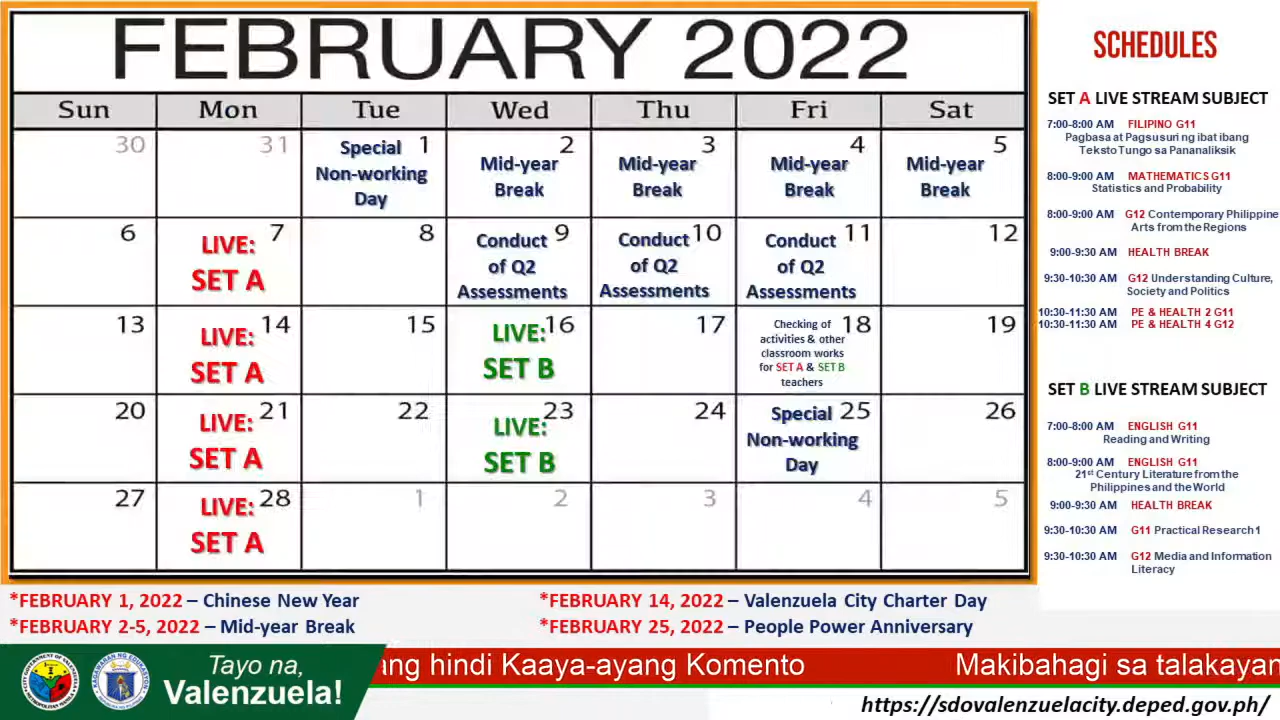 FEBRUARY 2022
Sun Mon Tue Wed Thu Fri Sat
30
31
Special 1
Non-working
Day
2
Mid-year
Break
3
Mid-year
Break
4
Mid-year
Break
5
Mid-year
Break
6
LIVE: 7
SET A
8
Conduct 9
of Q2
Assessments
Conduct 10
of Q2
Assessments
Conduct 11
of Q2
Assessments
12
13
LIVE: 14
SET A
15
LIVE: 16
SET B
17
Checking of 18
activities & other
classroom works
for SET A & SET B
teachers
19
20
LIVE: 21
SET A
22
LIVE: 23
SET B
24
Special 25
Non-working
Day
26
27
LIVE: 28
SET A
1
2
3
4
5
SCHEDULES
SET A LIVE STREAM SUBJECT
7:00-8:00 AM FILIPINO G11
Pagbasa at Pagsusuri ng ibat ibang
Teksto Tungo sa Pananaliksik
8:00-9:00 AM MATHEMATICS G11
Statistics and Probability
8:00-9:00 AM G12 Contemporary Philippine
Arts from the Regions
9:00-9:30 AM HEALTH BREAK
9:30-10:30 AM G12 Understanding Culture,
Society and Politics
10:30-11:30 AM PE & HEALTH 2 G11
10:30-11:30 AM PE & HEALTH 4 G12
SET B LIVE STREAM SUBJECT
7:00-8:00 AM ENGLISH G11
Reading and Writing
8:00-9:00 AM ENGLISH G11
21st Century Literature from the
Philippines and the World
9:00-9:30 AM HEALTH BREAK
9:30-10:30 AM G11 Practical Research 1
9:30-10:30 AM G12 Media and Information
Literacy
*FEBRUARY 1, 2022 – Chinese New Year
*FEBRUARY 2-5, 2022 – Mid-year Break
*FEBRUARY 14, 2022 – Valenzuela City Charter Day
*FEBRUARY 25, 2022 – People Power Anniversary
Tayo na,
Valenzuela!
ang hindi Kaaya-ayang Komento Makibahagi sa talakayan
https://sdovalenzuelacity.deped.gov.ph/